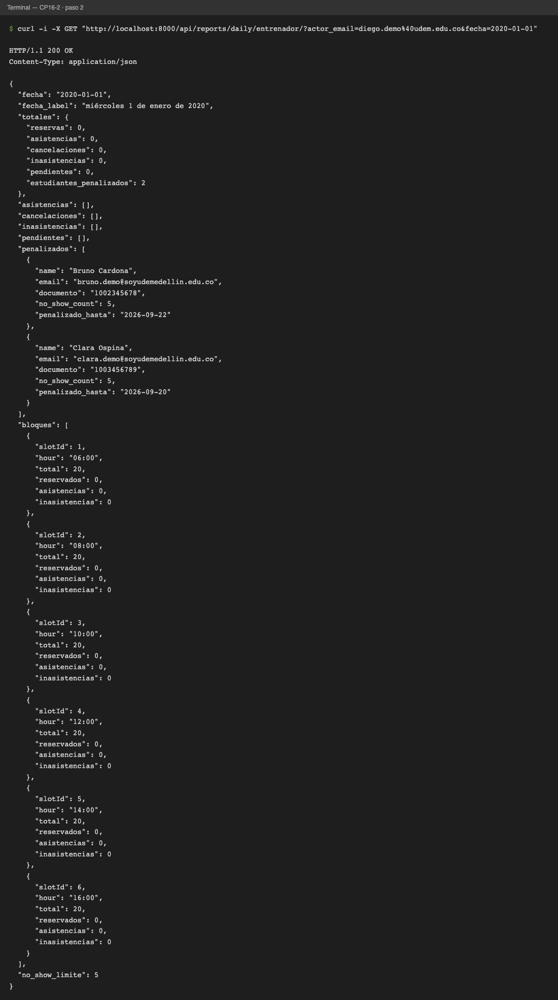 Terminal — CP16-2 · paso 2
$ curl -i -X GET "http://localhost:8000/api/reports/daily/entrenador/?actor_email=diego.demo%40udem.edu.co&fecha=2020-01-01"
HTTP/1.1 200 OK
Content-Type: application/json
{
  "fecha": "2020-01-01",
  "fecha_label": "miércoles 1 de enero de 2020",
  "totales": {
    "reservas": 0,
    "asistencias": 0,
    "cancelaciones": 0,
    "inasistencias": 0,
    "pendientes": 0,
    "estudiantes_penalizados": 2
  },
  "asistencias": [],
  "cancelaciones": [],
  "inasistencias": [],
  "pendientes": [],
  "penalizados": [
    {
      "name": "Bruno Cardona",
      "email": "bruno.demo@soyudemedellin.edu.co",
      "documento": "1002345678",
      "no_show_count": 5,
      "penalizado_hasta": "2026-09-22"
    },
    {
      "name": "Clara Ospina",
      "email": "clara.demo@soyudemedellin.edu.co",
      "documento": "1003456789",
      "no_show_count": 5,
      "penalizado_hasta": "2026-09-20"
    }
  ],
  "bloques": [
    {
      "slotId": 1,
      "hour": "06:00",
      "total": 20,
      "reservados": 0,
      "asistencias": 0,
      "inasistencias": 0
    },
    {
      "slotId": 2,
      "hour": "08:00",
      "total": 20,
      "reservados": 0,
      "asistencias": 0,
      "inasistencias": 0
    },
    {
      "slotId": 3,
      "hour": "10:00",
      "total": 20,
      "reservados": 0,
      "asistencias": 0,
      "inasistencias": 0
    },
    {
      "slotId": 4,
      "hour": "12:00",
      "total": 20,
      "reservados": 0,
      "asistencias": 0,
      "inasistencias": 0
    },
    {
      "slotId": 5,
      "hour": "14:00",
      "total": 20,
      "reservados": 0,
      "asistencias": 0,
      "inasistencias": 0
    },
    {
      "slotId": 6,
      "hour": "16:00",
      "total": 20,
      "reservados": 0,
      "asistencias": 0,
      "inasistencias": 0
    }
  ],
  "no_show_limite": 5
}